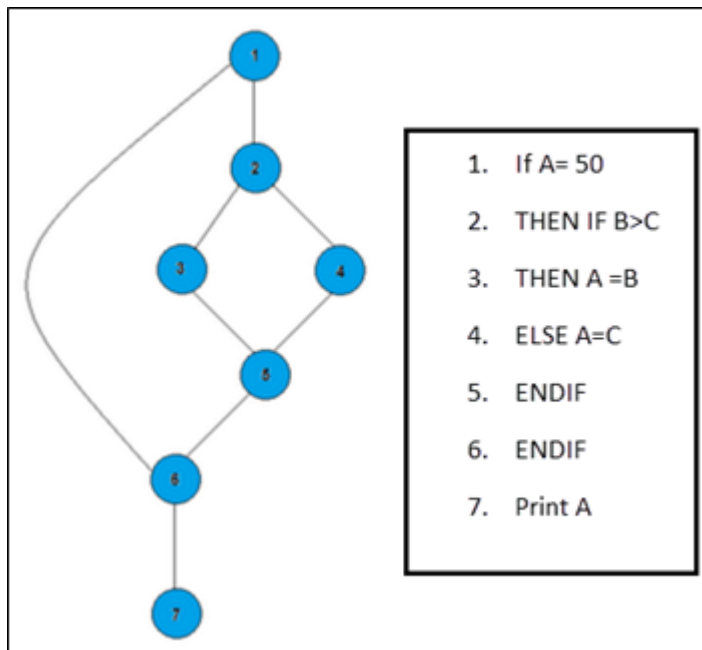 1
2
3
4
5
6
7
1. If A= 50
2. THEN IF B>C
3. THEN A =B
4. ELSE A=C
5. ENDIF
6. ENDIF
7. Print A